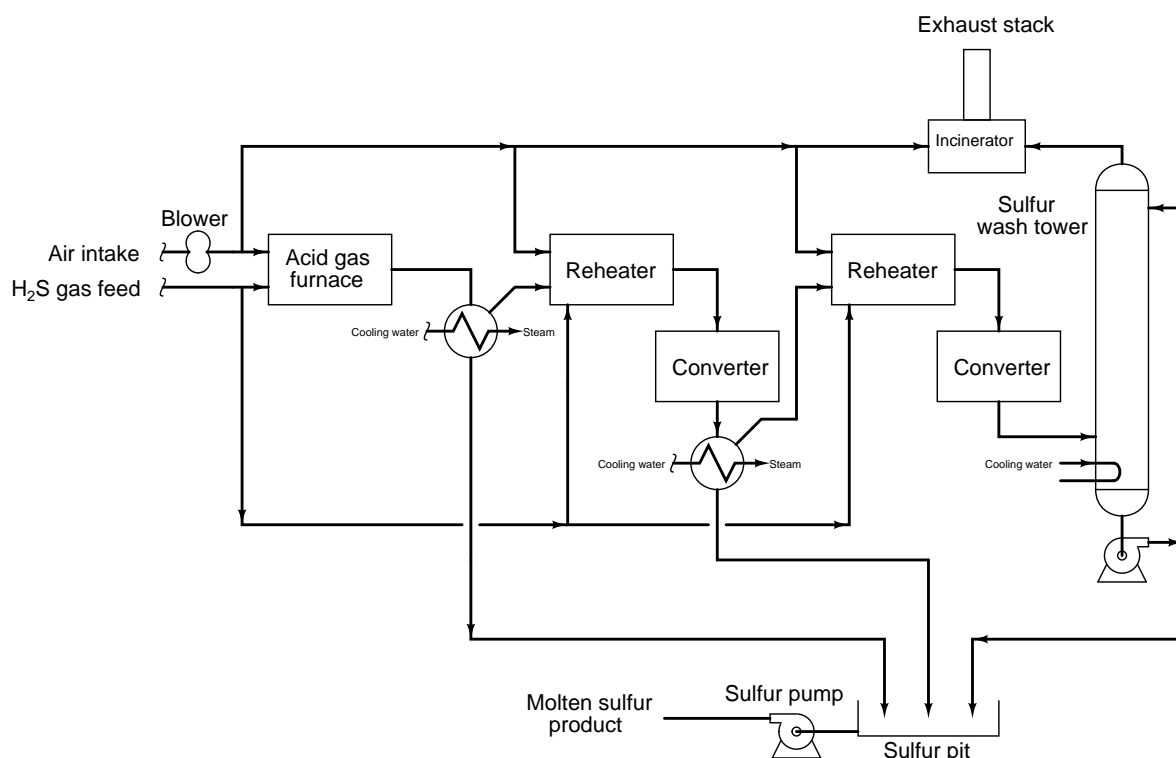 Exhaust stack
Incinerator
Blower
Sulfur
wash tower
Air intake
H₂S gas feed
Acid gas
furnace
Reheater
Reheater
Cooling water
Steam
Converter
Converter
Cooling water
Steam
Cooling water
Molten sulfur
product
Sulfur pump
Sulfur pit